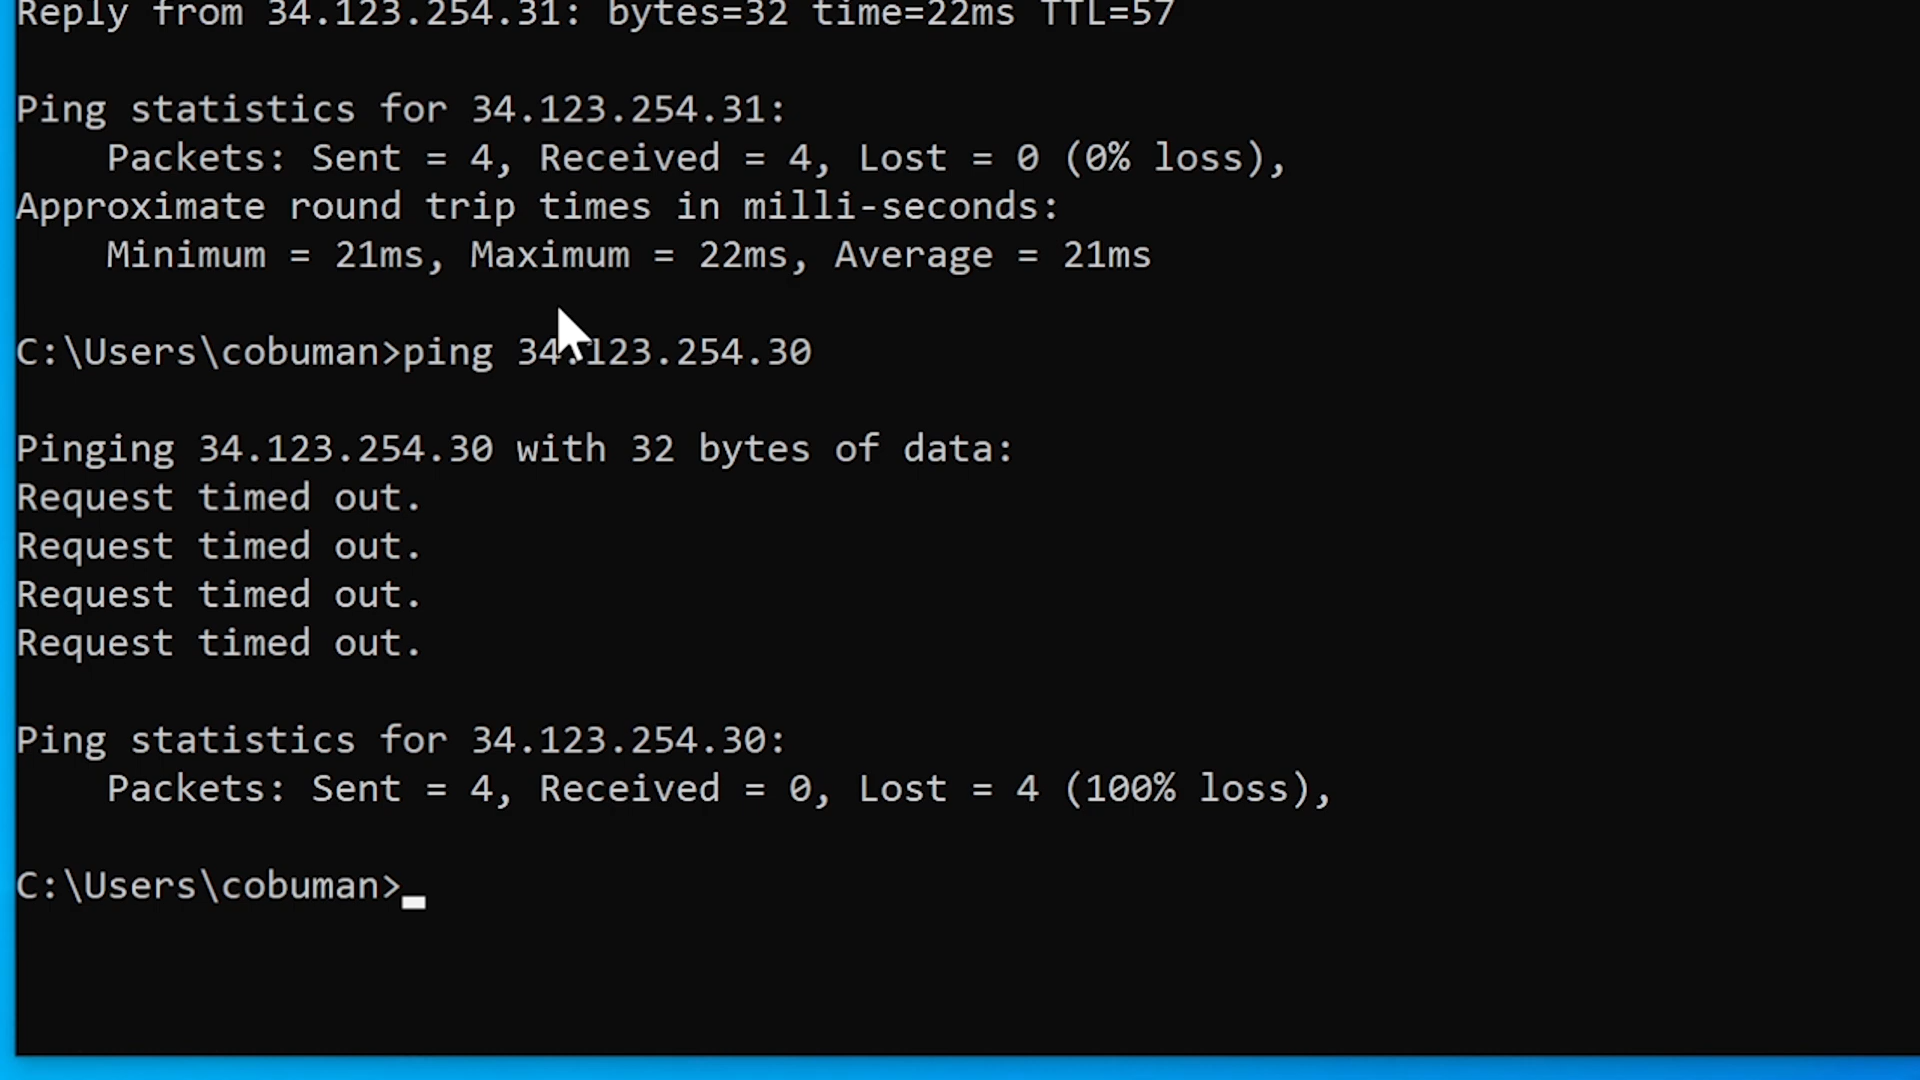 Reply from 34.123.254.31: bytes=32 time=22ms TTL=57
Ping statistics for 34.123.254.31:
Packets: Sent = 4, Received = 4, Lost = 0 (0% loss),
Approximate round trip times in milli-seconds:
Minimum = 21ms, Maximum = 22ms, Average = 21ms
C:\Users\cobuman>ping 34.123.254.30
Pinging 34.123.254.30 with 32 bytes of data:
Request timed out.
Request timed out.
Request timed out.
Request timed out.
Ping statistics for 34.123.254.30:
Packets: Sent = 4, Received = 0, Lost = 4 (100% loss),
C:\Users\cobuman>